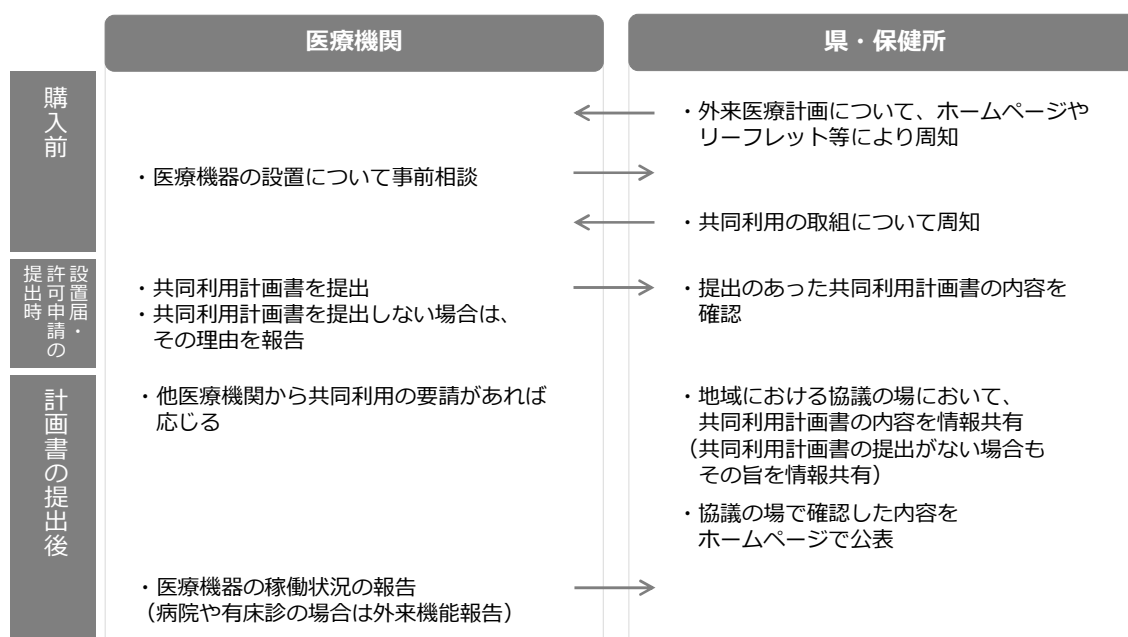 医療機関
県・保健所
購入前
・外来医療計画について、ホームページや
リーフレット等により周知
・医療機器の設置について事前相談
・共同利用の取組について周知
設置届・
許可申請の
提出時
・共同利用計画書を提出
・共同利用計画書を提出しない場合は、
その理由を報告
・提出のあった共同利用計画書の内容を
確認
計画書の提出後
・他医療機関から共同利用の要請があれば
応じる
・地域における協議の場において、
共同利用計画書の内容を情報共有
（共同利用計画書の提出がない場合も
その旨を情報共有）
・協議の場で確認した内容を
ホームページで公表
・医療機器の稼働状況の報告
（病院や有床診の場合は外来機能報告）